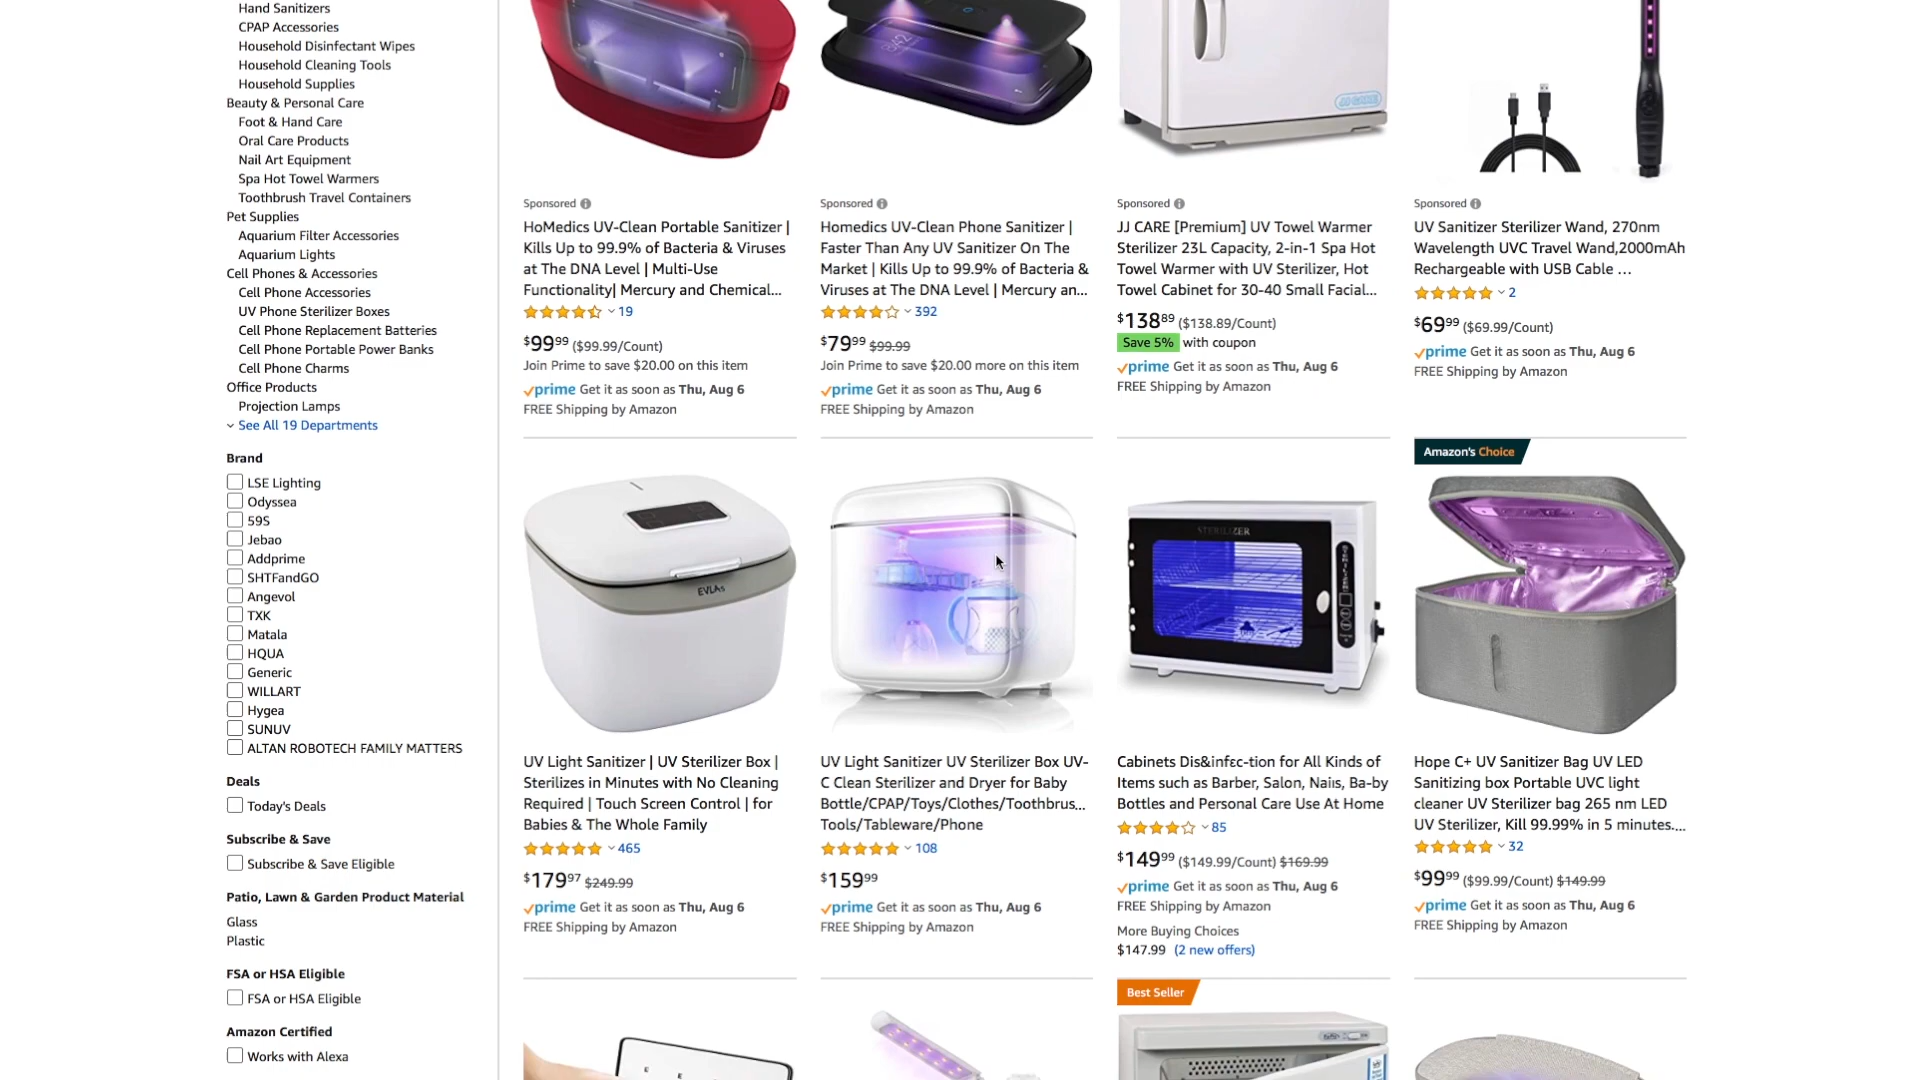 Hand Sanitizers
CPAP Accessories
Household Disinfectant Wipes
Household Cleaning Tools
Household Supplies
Beauty & Personal Care
Foot & Hand Care
Oral Care Products
Nail Art Equipment
Spa Hot Towel Warmers
Toothbrush Travel Containers
Pet Supplies
Aquarium Filter Accessories
Aquarium Lights
Cell Phones & Accessories
Cell Phone Accessories
UV Phone Sterilizer Boxes
Cell Phone Replacement Batteries
Cell Phone Portable Power Banks
Cell Phone Charms
Office Products
Projection Lamps
See All 19 Departments
Brand
LSE Lighting
Odyssea
59S
Jebao
Addprime
SHTFandGO
Angevol
TXK
Matala
HQUA
Generic
WILLART
Hygea
SUNUV
ALTAN ROBOTECH FAMILY MATTERS
Deals
Today's Deals
Subscribe & Save
Subscribe & Save Eligible
Patio, Lawn & Garden Product Material
Glass
Plastic
FSA or HSA Eligible
FSA or HSA Eligible
Amazon Certified
Works with Alexa
Sponsored
HoMedics UV-Clean Portable Sanitizer |
Kills Up to 99.9% of Bacteria & Viruses
at The DNA Level | Multi-Use
Functionality| Mercury and Chemical...
19
$99.99 ($99.99/Count)
Join Prime to save $20.00 on this item
prime Get it as soon as Thu, Aug 6
FREE Shipping by Amazon
Sponsored
Homedics UV-Clean Phone Sanitizer |
Faster Than Any UV Sanitizer On The
Market | Kills Up to 99.9% of Bacteria &
Viruses at The DNA Level | Mercury an...
392
$79.99 $99.99
Join Prime to save $20.00 more on this item
prime Get it as soon as Thu, Aug 6
FREE Shipping by Amazon
JJ CARE
Sponsored
JJ CARE [Premium] UV Towel Warmer
Sterilizer 23L Capacity, 2-in-1 Spa Hot
Towel Warmer with UV Sterilizer, Hot
Towel Cabinet for 30-40 Small Facial...
$138.89 ($138.89/Count)
Save 5% with coupon
prime Get it as soon as Thu, Aug 6
FREE Shipping by Amazon
Sponsored
UV Sanitizer Sterilizer Wand, 270nm
Wavelength UVC Travel Wand,2000mAh
Rechargeable with USB Cable ...
2
$69.99 ($69.99/Count)
prime Get it as soon as Thu, Aug 6
FREE Shipping by Amazon
EVLA's
UV Light Sanitizer | UV Sterilizer Box |
Sterilizes in Minutes with No Cleaning
Required | Touch Screen Control | for
Babies & The Whole Family
465
$179.97 $249.99
prime Get it as soon as Thu, Aug 6
FREE Shipping by Amazon
UV Light Sanitizer UV Sterilizer Box UV-
C Clean Sterilizer and Dryer for Baby
Bottle/CPAP/Toys/Clothes/Toothbrus...
Tools/Tableware/Phone
108
$159.99
prime Get it as soon as Thu, Aug 6
FREE Shipping by Amazon
STERILIZER
Cabinets Dis&infɛc-tion for All Kinds of
Items such as Barber, Salon, Naiιs, Ba-by
Bottles and Personal Care Use At Home
85
$149.99 ($149.99/Count) $169.99
prime Get it as soon as Thu, Aug 6
FREE Shipping by Amazon
More Buying Choices
$147.99 (2 new offers)
Amazon's Choice
Hope C+ UV Sanitizer Bag UV LED
Sanitizing box Portable UVC light
cleaner UV Sterilizer bag 265 nm LED
UV Sterilizer, Kill 99.99% in 5 minutes....
32
$99.99 ($99.99/Count) $149.99
prime Get it as soon as Thu, Aug 6
FREE Shipping by Amazon
Best Seller